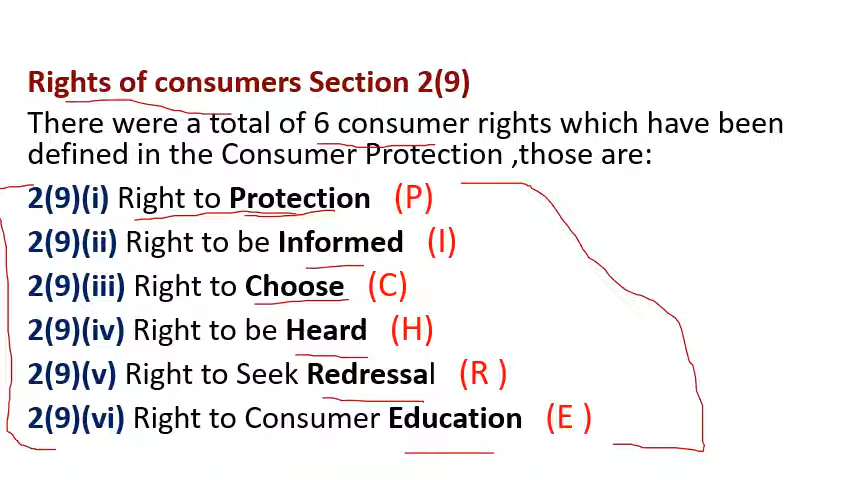 Rights of consumers Section 2(9)
There were a total of 6 consumer rights which have been
defined in the Consumer Protection ,those are:
2(9)(i) Right to Protection (P)
2(9)(ii) Right to be Informed (I)
2(9)(iii) Right to Choose (C)
2(9)(iv) Right to be Heard (H)
2(9)(v) Right to Seek Redressal (R )
2(9)(vi) Right to Consumer Education (E )